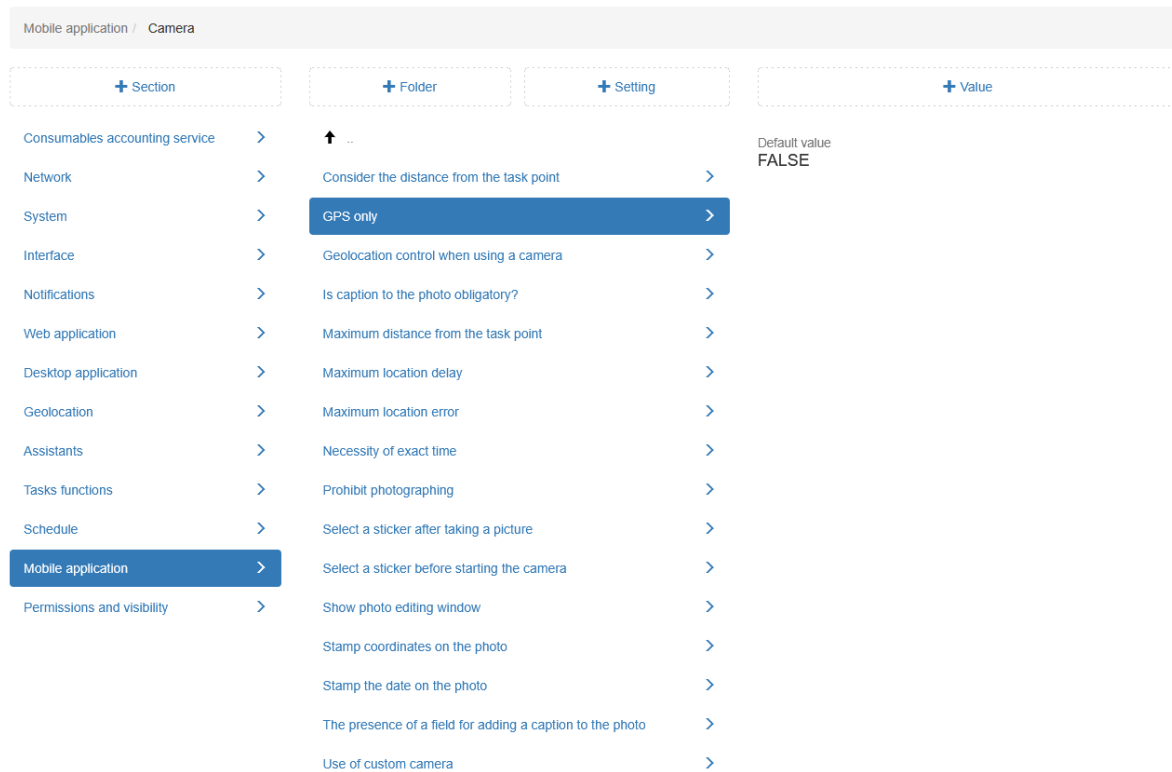 Mobile application / Camera
+ Section
+ Folder
+ Setting
+ Value
Consumables accounting service
Network
System
Interface
Notifications
Web application
Desktop application
Geolocation
Assistants
Tasks functions
Schedule
Mobile application
Permissions and visibility
..
Consider the distance from the task point
GPS only
Geolocation control when using a camera
Is caption to the photo obligatory?
Maximum distance from the task point
Maximum location delay
Maximum location error
Necessity of exact time
Prohibit photographing
Select a sticker after taking a picture
Select a sticker before starting the camera
Show photo editing window
Stamp coordinates on the photo
Stamp the date on the photo
The presence of a field for adding a caption to the photo
Use of custom camera
Default value
FALSE